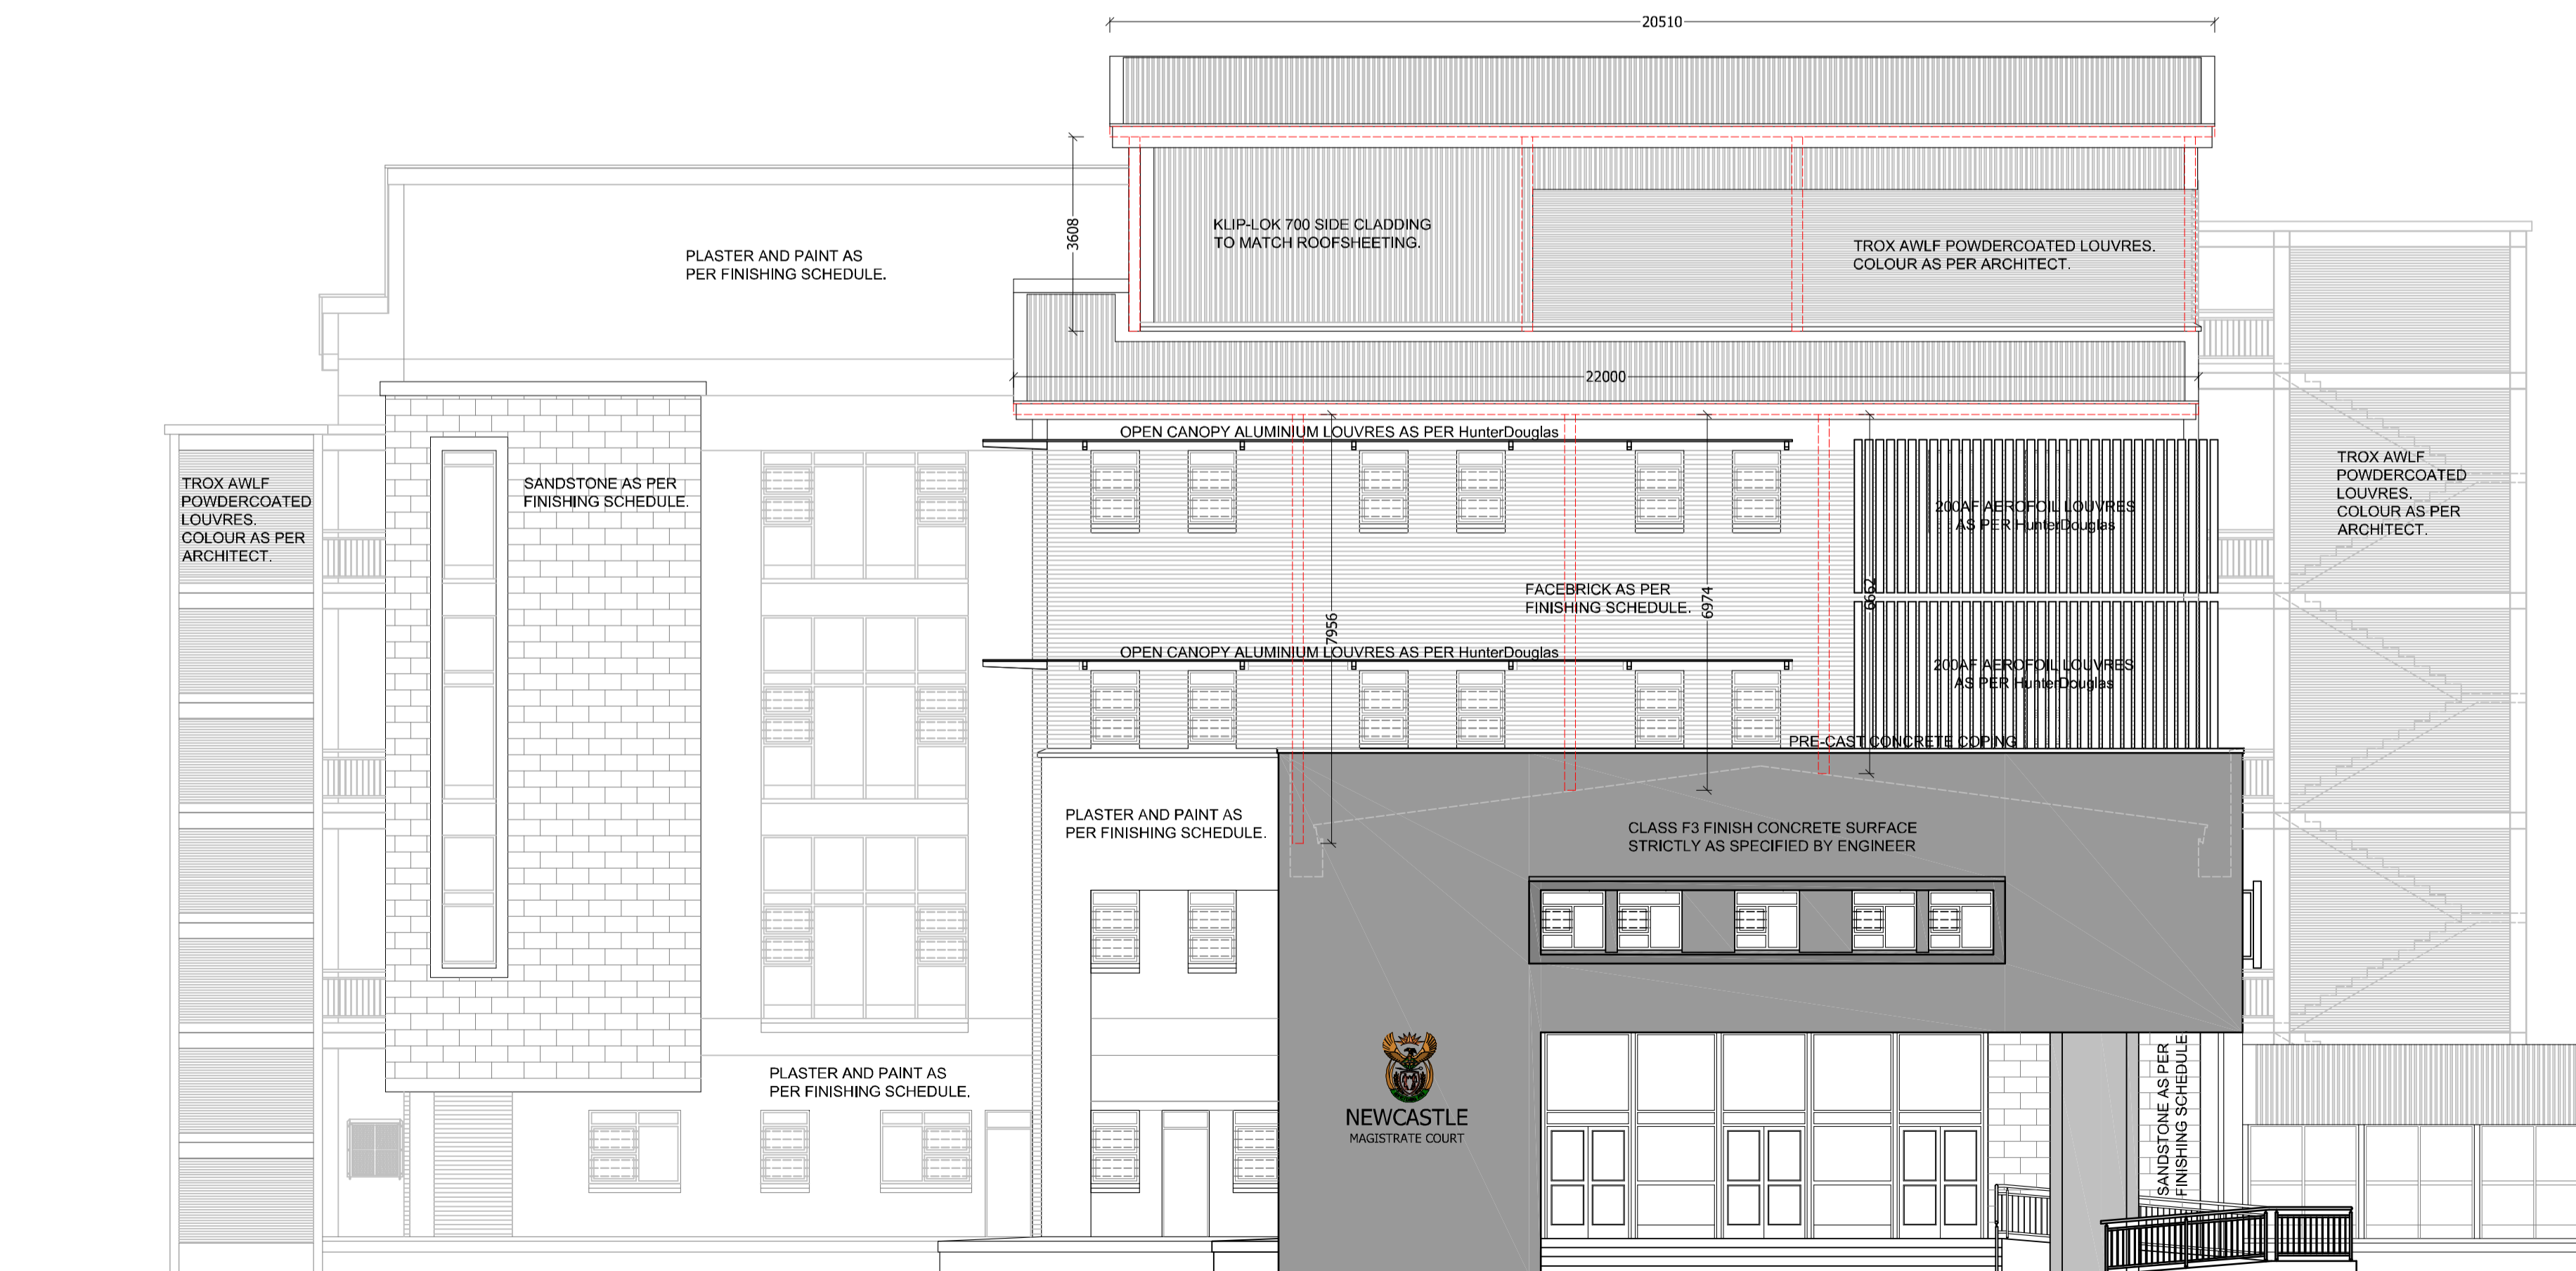 20510
3608
KLIP-LOK 700 SIDE CLADDING
TO MATCH ROOFSHEETING.
TROX AWLF POWDERCOATED LOUVRES.
COLOUR AS PER ARCHITECT.
PLASTER AND PAINT AS
PER FINISHING SCHEDULE.
22000
OPEN CANOPY ALUMINIUM LOUVRES AS PER HunterDouglas
TROX AWLF
POWDERCOATED
LOUVRES.
COLOUR AS PER
ARCHITECT.
SANDSTONE AS PER
FINISHING SCHEDULE.
200AF AEROFOIL LOUVRES
AS PER HunterDouglas
TROX AWLF
POWDERCOATED
LOUVRES.
COLOUR AS PER
ARCHITECT.
FACEBRICK AS PER
FINISHING SCHEDULE.
7956
6974
6662
OPEN CANOPY ALUMINIUM LOUVRES AS PER HunterDouglas
200AF AEROFOIL LOUVRES
AS PER HunterDouglas
PRE-CAST CONCRETE COPING
PLASTER AND PAINT AS
PER FINISHING SCHEDULE.
CLASS F3 FINISH CONCRETE SURFACE
STRICTLY AS SPECIFIED BY ENGINEER
PLASTER AND PAINT AS
PER FINISHING SCHEDULE.
NEWCASTLE
MAGISTRATE COURT
SANDSTONE AS PER
FINISHING SCHEDULE